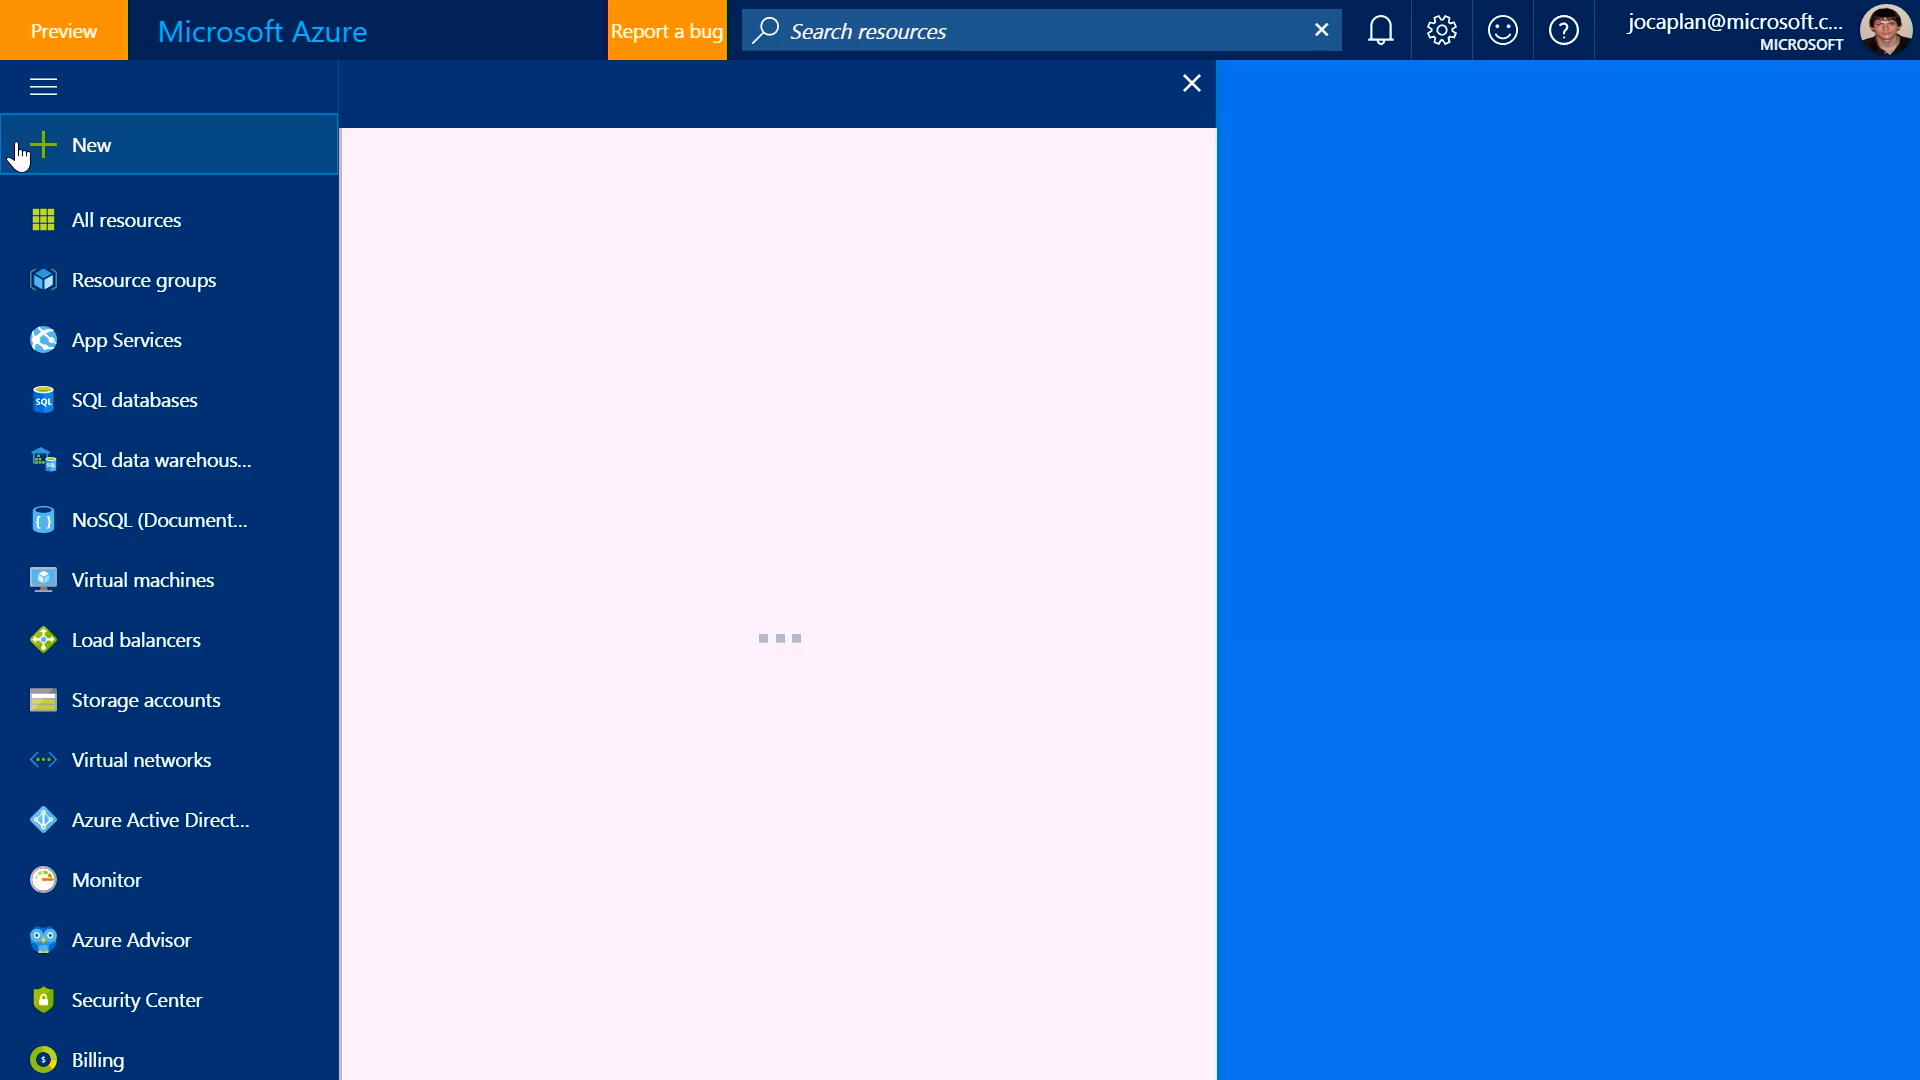 Preview
Microsoft Azure
Report a bug
Search resources
jocaplan@microsoft.c...
MICROSOFT
New
All resources
Resource groups
App Services
SQL databases
SQL data warehous...
NoSQL (Document...
Virtual machines
Load balancers
Storage accounts
Virtual networks
Azure Active Direct...
Monitor
Azure Advisor
Security Center
Billing